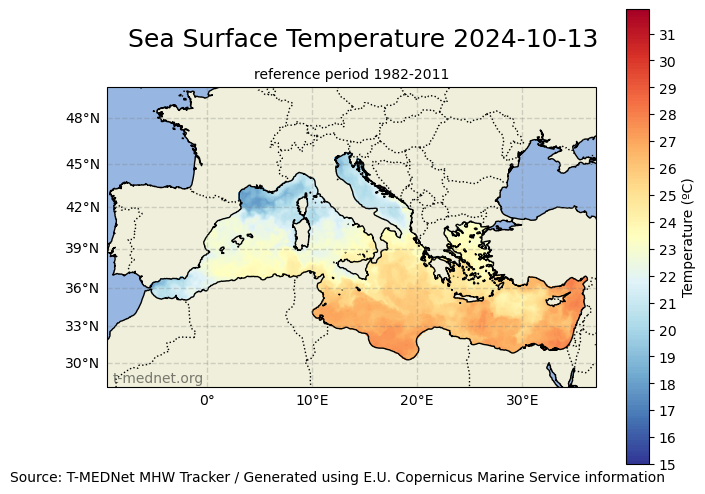 Sea Surface Temperature 2024-10-13
reference period 1982-2011
48°N
45°N
42°N
39°N
36°N
33°N
30°N
t-mednet.org
0°
10°E
20°E
30°E
31
30
29
28
27
26
25
24
23
22
21
20
19
18
17
16
15
Temperature (ºC)
Source: T-MEDNet MHW Tracker / Generated using E.U. Copernicus Marine Service information